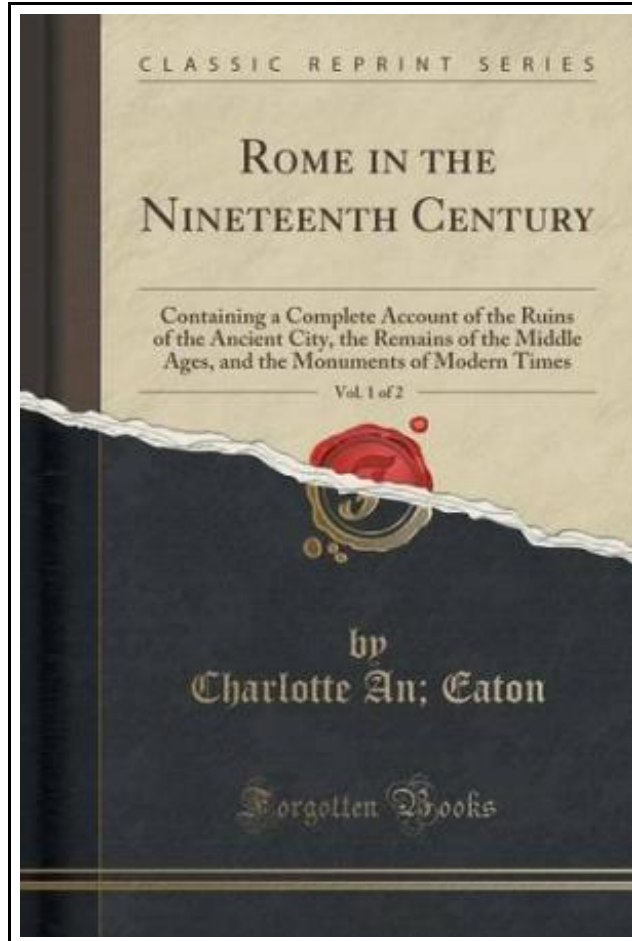 CLASSIC REPRINT SERIES
ROME IN THE
NINETEENTH CENTURY
Containing a Complete Account of the Ruins
of the Ancient City, the Remains of the Middle
Ages, and the Monuments of Modern Times
Vol. 1 of 2
by
Charlotte An; Eaton
Forgotten Books